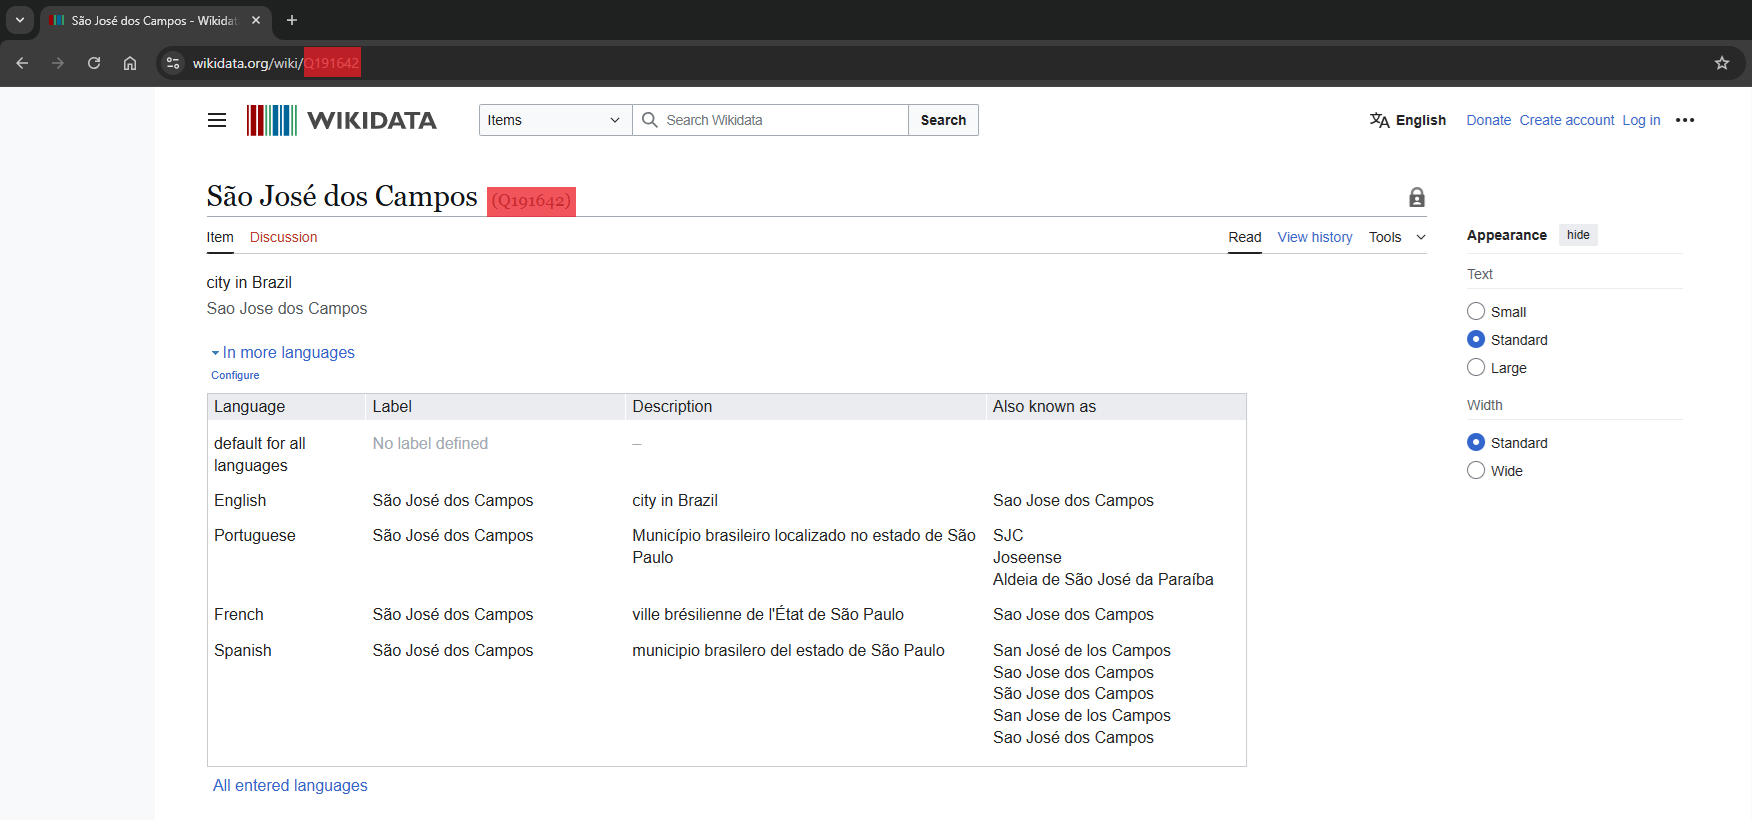 São José dos Campos - Wikidat
wikidata.org/wiki/Q191642
WIKIDATA
Items
Search Wikidata
Search
English
Donate Create account Log in
São José dos Campos (Q191642)
Item Discussion
Read View history Tools
city in Brazil
Sao Jose dos Campos
In more languages
Configure
Language Label Description Also known as
default for all languages No label defined –
English São José dos Campos city in Brazil Sao Jose dos Campos
Portuguese São José dos Campos Município brasileiro localizado no estado de São Paulo SJC
Joseense
Aldeia de São José da Paraíba
French São José dos Campos ville brésilienne de l'État de São Paulo Sao Jose dos Campos
Spanish São José dos Campos municipio brasilero del estado de São Paulo San José de los Campos
Sao Jose dos Campos
São Jose dos Campos
San Jose de los Campos
Sao José dos Campos
All entered languages
Appearance hide
Text
Small
Standard
Large
Width
Standard
Wide